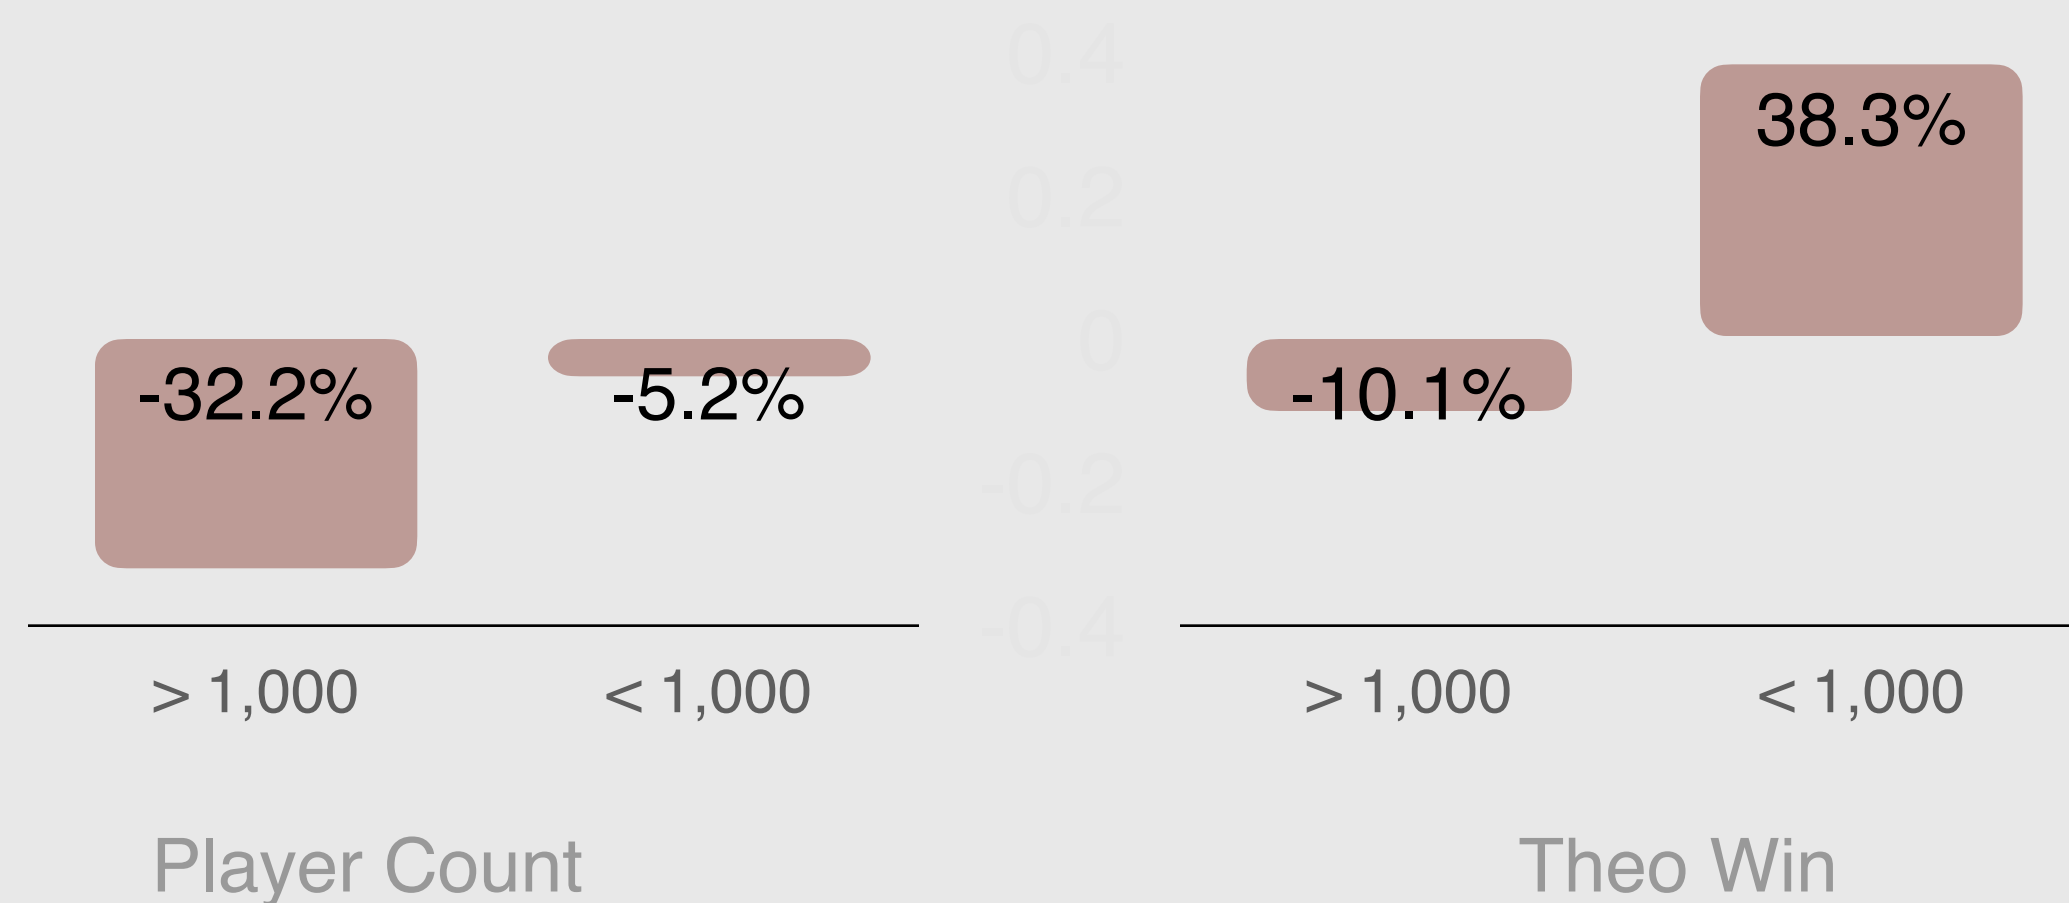 0.4
38.3%
0.2
0
-32.2% -5.2% -10.1%
-0.2
-0.4
> 1,000 < 1,000 > 1,000 < 1,000
Player Count Theo Win